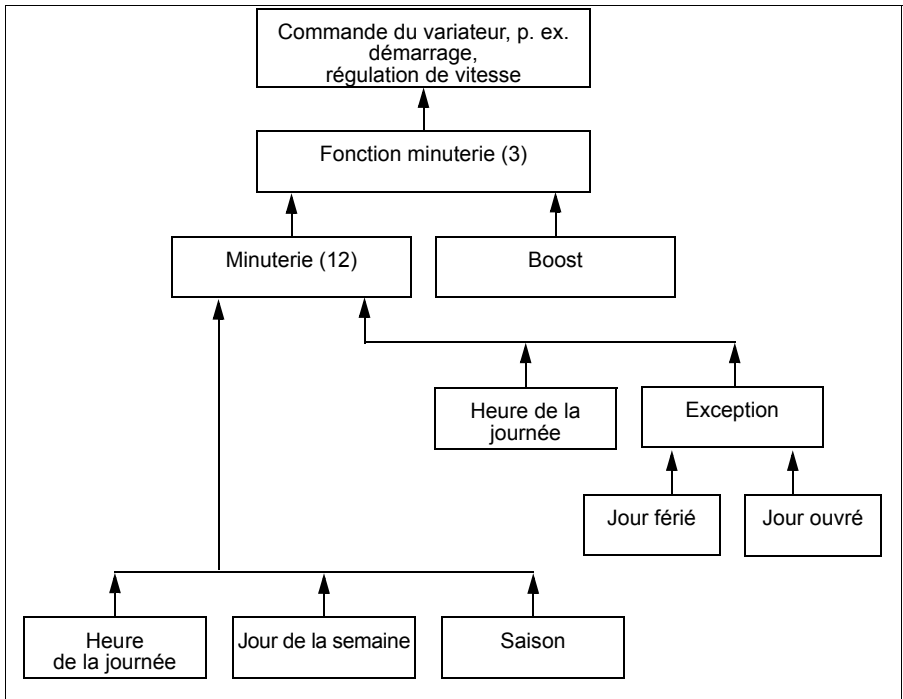 Commande du variateur, p. ex.
démarrage,
régulation de vitesse
Fonction minuterie (3)
Minuterie (12)
Boost
Heure de la
journée
Exception
Jour férié
Jour ouvré
Heure
de la journée
Jour de la semaine
Saison